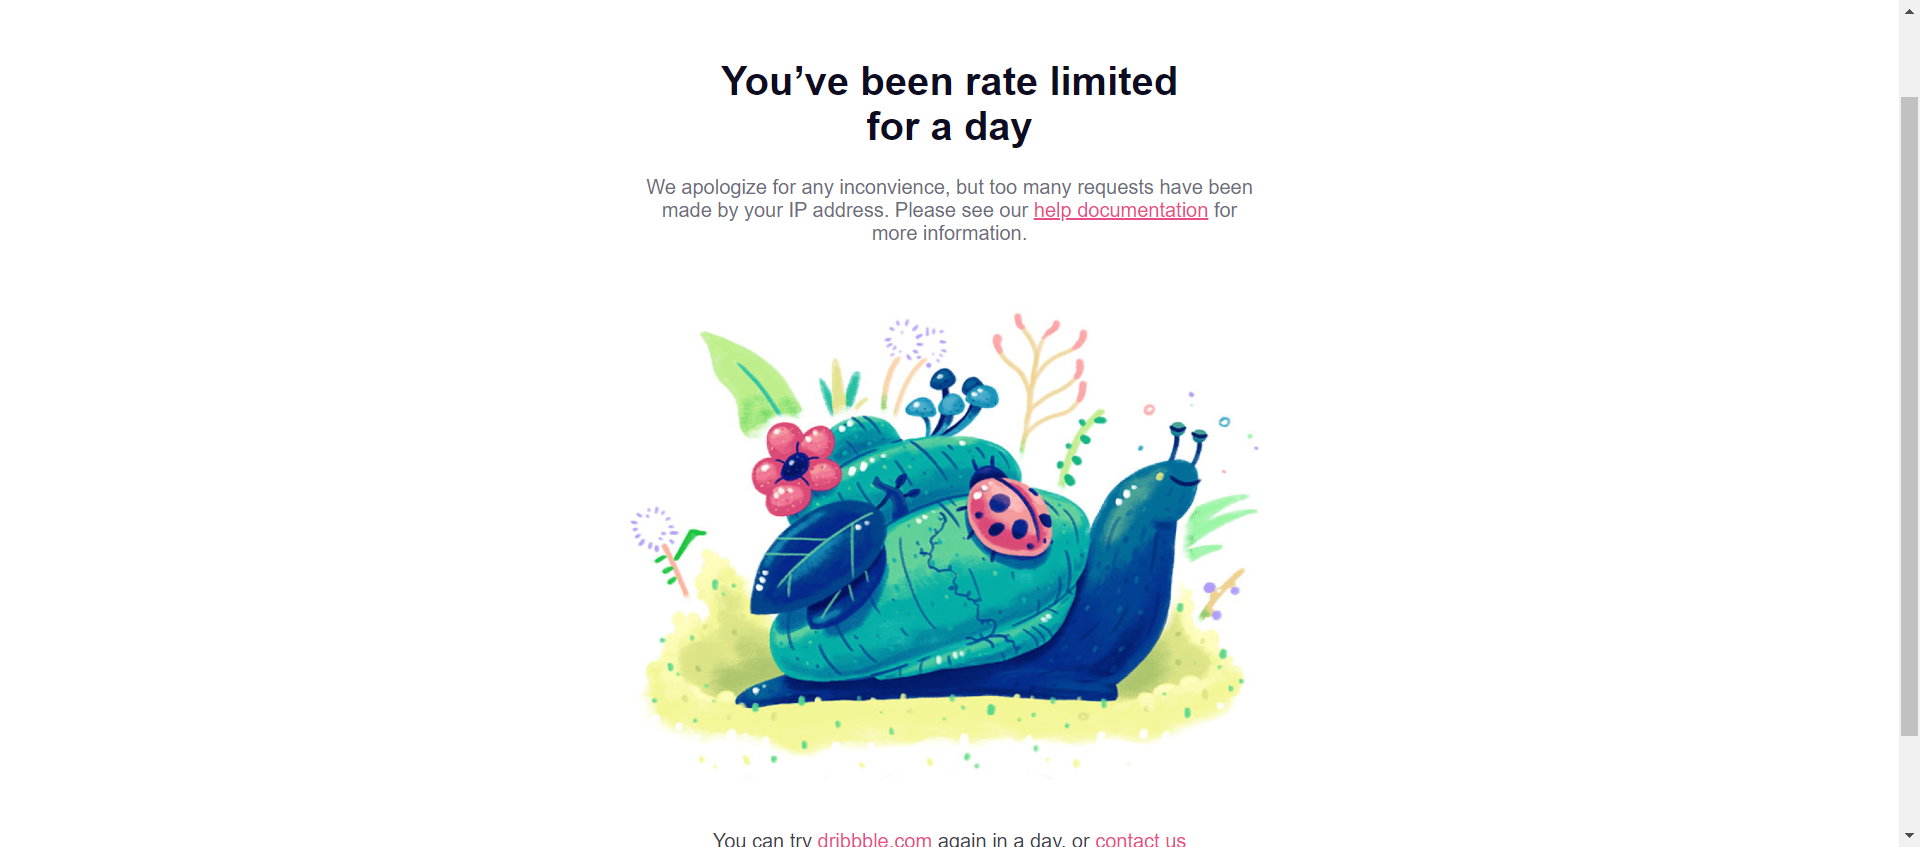 You’ve been rate limited
for a day
We apologize for any inconvience, but too many requests have been
made by your IP address. Please see our help documentation for
more information.
You can try dribbble.com again in a day, or contact us